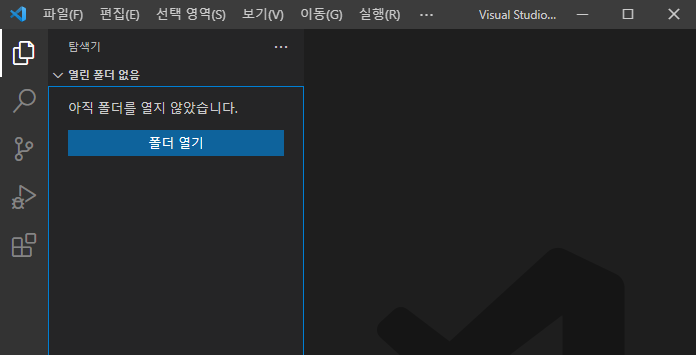 파일(F) 편집(E) 선택 영역(S) 보기(V) 이동(G) 실행(R) ··· Visual Studio...
탐색기 ···
열린 폴더 없음
아직 폴더를 열지 않았습니다.
폴더 열기